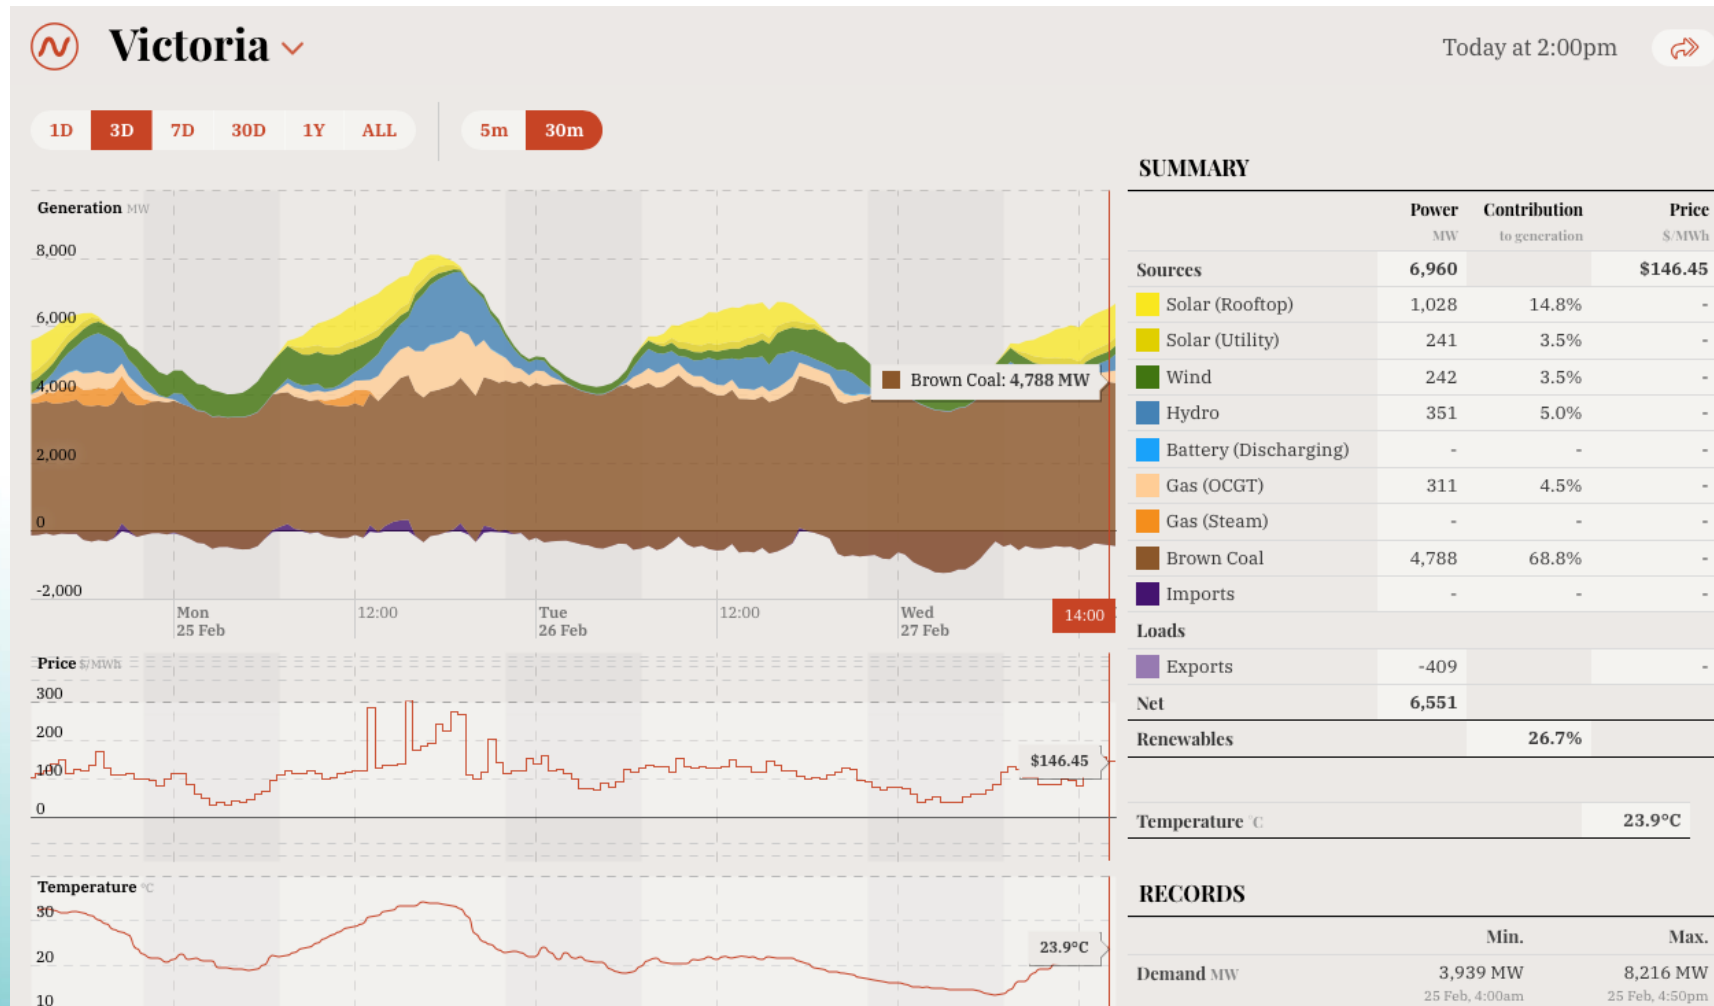 Victoria
Today at 2:00pm
1D 3D 7D 30D 1Y ALL 5m 30m
Generation MW
8,000
6,000
4,000
2,000
0
-2,000
Brown Coal: 4,788 MW
Mon 12:00 Tue 12:00 Wed 14:00
25 Feb 26 Feb 27 Feb
Price $/MWh
300
200
100
0
$146.45
Temperature °C
30
20
10
23.9°C
SUMMARY
Power Contribution Price
MW to generation $/MWh
Sources 6,960 $146.45
Solar (Rooftop) 1,028 14.8% -
Solar (Utility) 241 3.5% -
Wind 242 3.5% -
Hydro 351 5.0% -
Battery (Discharging) - - -
Gas (OCGT) 311 4.5% -
Gas (Steam) - - -
Brown Coal 4,788 68.8% -
Imports - - -
Loads
Exports -409 -
Net 6,551
Renewables 26.7%
Temperature °C 23.9°C
RECORDS
Min. Max.
Demand MW 3,939 MW 8,216 MW
25 Feb, 4:00am 25 Feb, 4:50pm